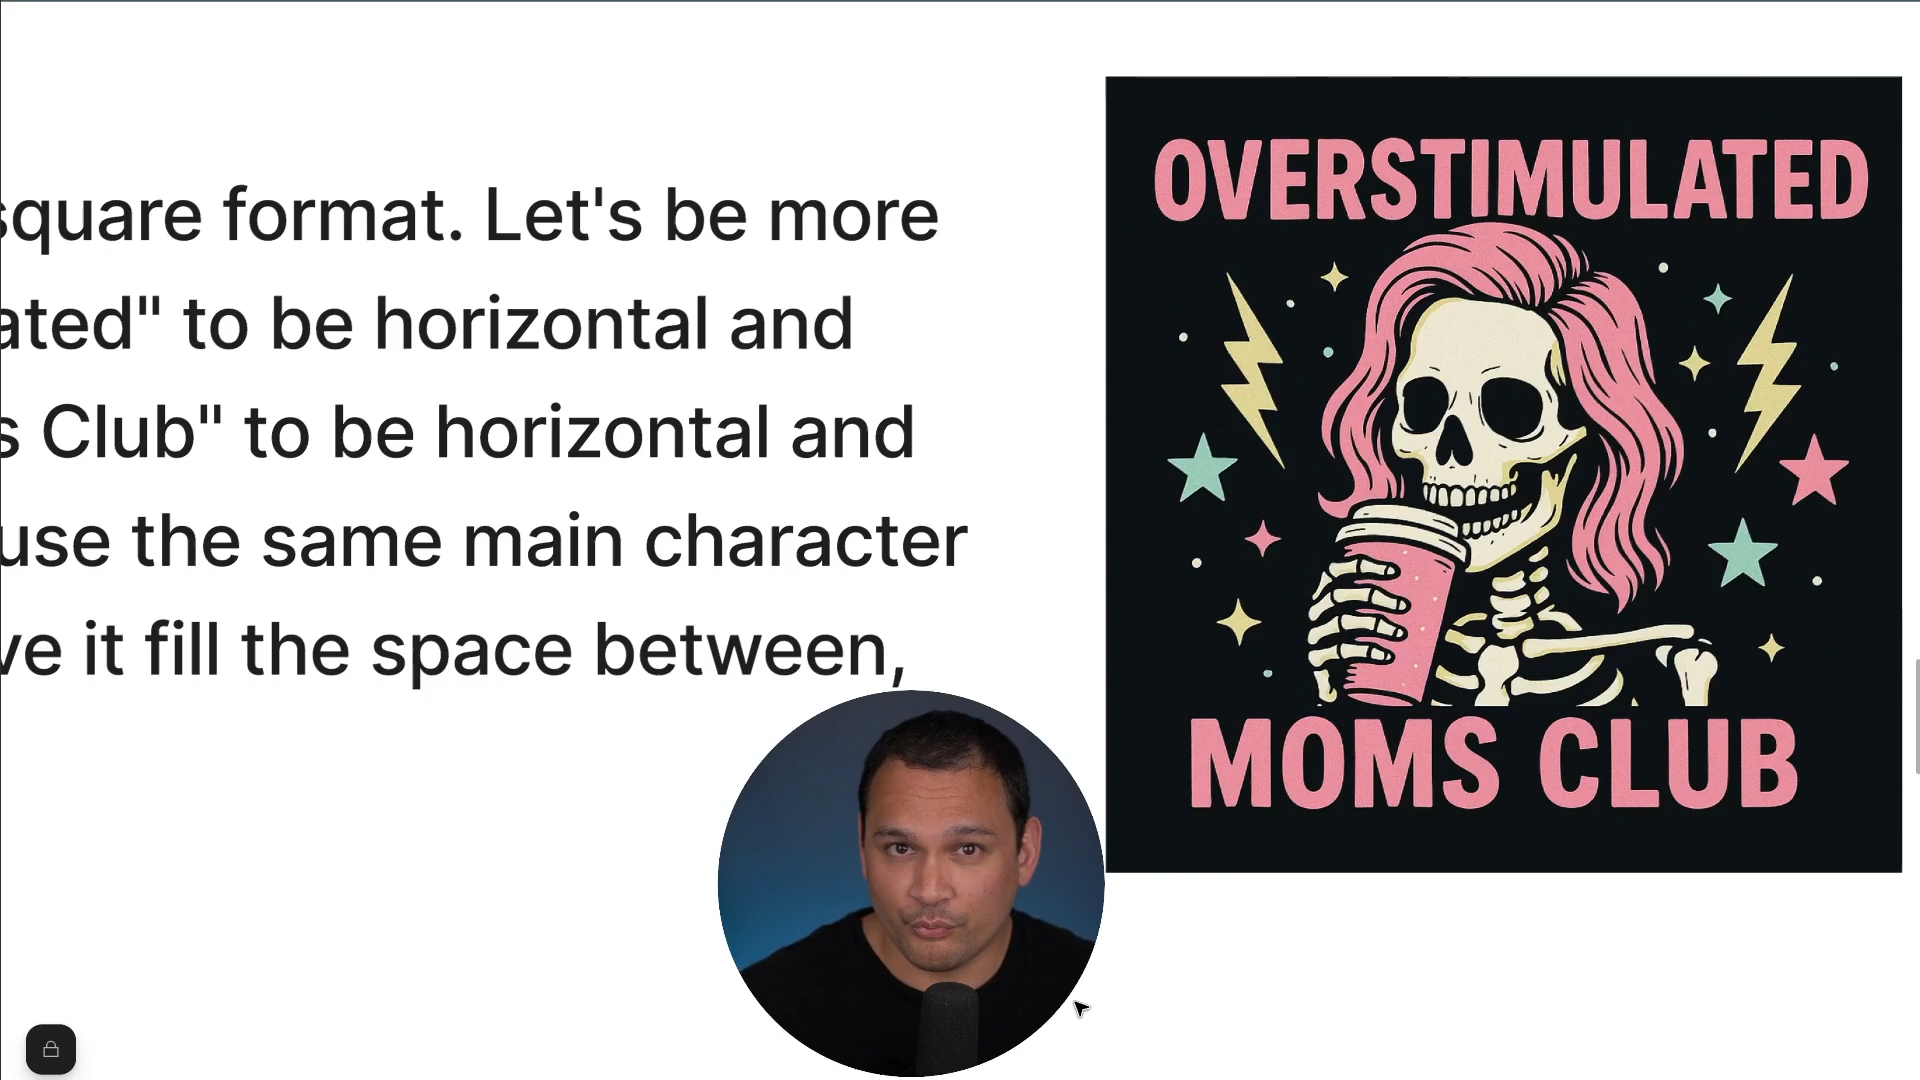 square format. Let's be more
ated" to be horizontal and
s Club" to be horizontal and
use the same main character
ve it fill the space between,
OVERSTIMULATED
MOMS CLUB